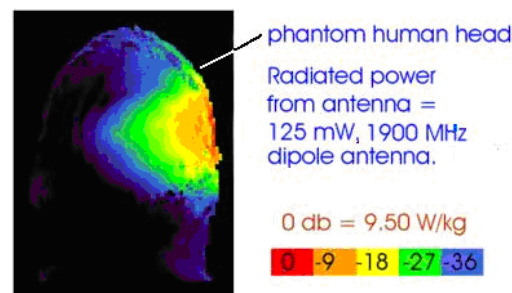 phantom human head
Radiated power
from antenna =
125 mW, 1900 MHz
dipole antenna.
0 db = 9.50 W/kg
0 -9 -18 -27 -36